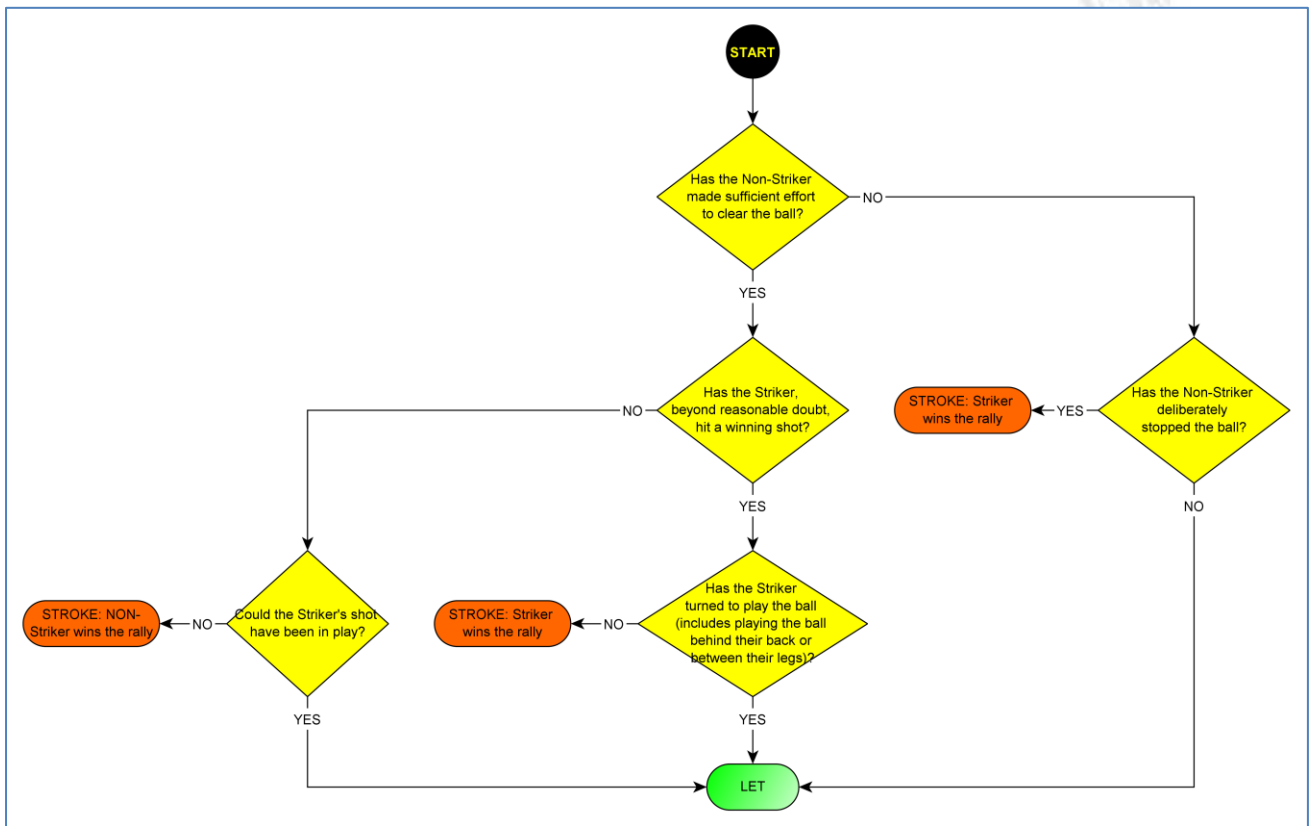 START
Has the Non-Striker
made sufficient effort
to clear the ball?
NO
YES
Has the Striker,
beyond reasonable doubt,
hit a winning shot?
NO
YES
STROKE: Striker
wins the rally
YES
Has the Non-Striker
deliberately
stopped the ball?
NO
STROKE: NON-
Striker wins the rally
NO
Could the Striker's shot
have been in play?
YES
STROKE: Striker
wins the rally
NO
Has the Striker
turned to play the ball
(includes playing the ball
behind their back or
between their legs)?
YES
LET